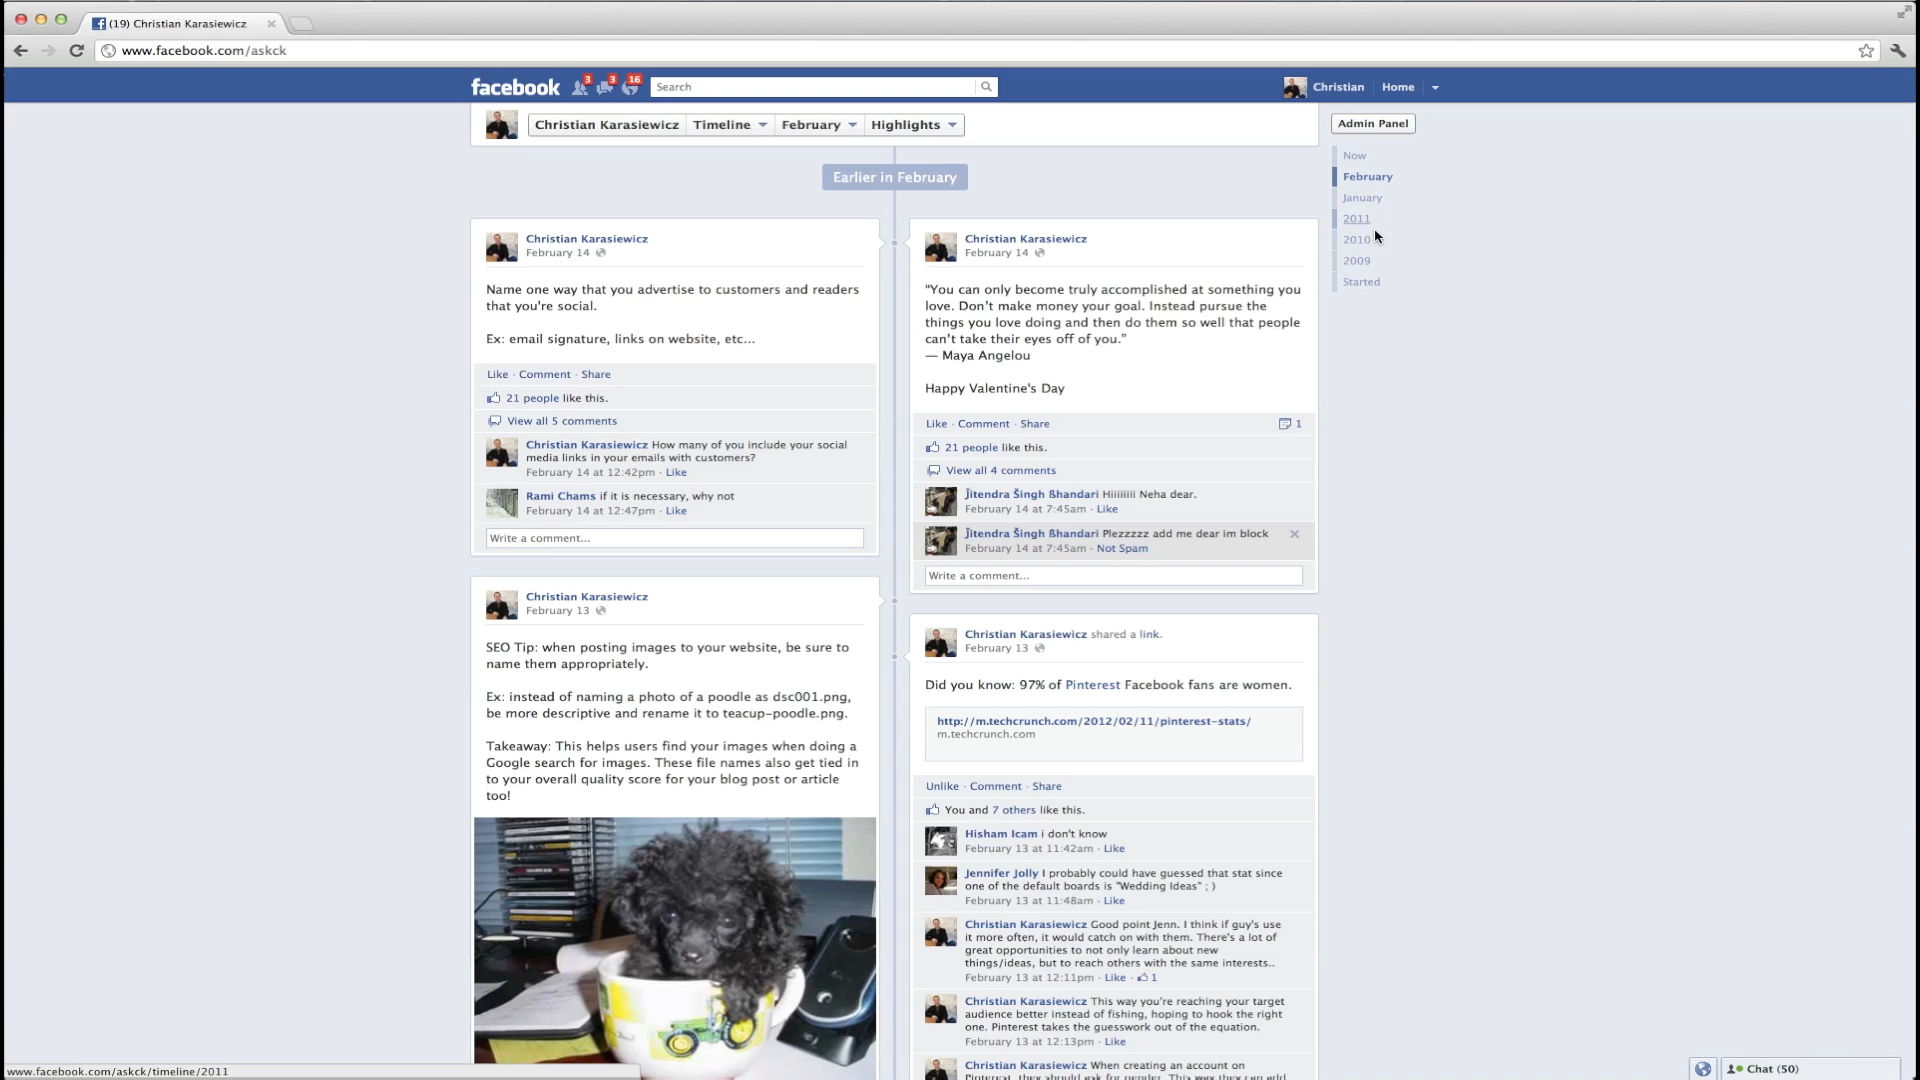 (19) Christian Karasiewicz
www.facebook.com/askck
facebook 3 3 16 Search Christian Home
Christian Karasiewicz Timeline February Highlights
Admin Panel
Now
February
January
2011
2010
2009
Started
Earlier in February
Christian Karasiewicz
February 14
Name one way that you advertise to customers and readers
that you're social.
Ex: email signature, links on website, etc...
Like · Comment · Share
21 people like this.
View all 5 comments
Christian Karasiewicz How many of you include your social
media links in your emails with customers?
February 14 at 12:42pm · Like
Rami Chams if it is necessary, why not
February 14 at 12:47pm · Like
Write a comment...
Christian Karasiewicz
February 13
SEO Tip: when posting images to your website, be sure to
name them appropriately.
Ex: instead of naming a photo of a poodle as dsc001.png,
be more descriptive and rename it to teacup-poodle.png.
Takeaway: This helps users find your images when doing a
Google search for images. These file names also get tied in
to your overall quality score for your blog post or article
too!
Christian Karasiewicz
February 14
"You can only become truly accomplished at something you
love. Don't make money your goal. Instead pursue the
things you love doing and then do them so well that people
can't take their eyes off of you."
— Maya Angelou
Happy Valentine's Day
Like · Comment · Share 1
21 people like this.
View all 4 comments
Ĵitendra Šingh ßhandari Hiiiiiiii Neha dear.
February 14 at 7:45am · Like
Ĵitendra Šingh ßhandari Plezzzzz add me dear im block
February 14 at 7:45am · Not Spam
Write a comment...
Christian Karasiewicz shared a link.
February 13
Did you know: 97% of Pinterest Facebook fans are women.
http://m.techcrunch.com/2012/02/11/pinterest-stats/
m.techcrunch.com
Unlike · Comment · Share
You and 7 others like this.
Hisham Icam i don't know
February 13 at 11:42am · Like
Jennifer Jolly I probably could have guessed that stat since
one of the default boards is "Wedding Ideas" ; )
February 13 at 11:48am · Like
Christian Karasiewicz Good point Jenn. I think if guy's use
it more often, it would catch on with them. There's a lot of
great opportunities to not only learn about new
things/ideas, but to reach others with the same interests..
February 13 at 12:11pm · Like · 1
Christian Karasiewicz This way you're reaching your target
audience better instead of fishing, hoping to hook the right
one. Pinterest takes the guesswork out of the equation.
February 13 at 12:13pm · Like
Christian Karasiewicz When creating an account on
Pinterest, they should ask for gender. This way they can add
www.facebook.com/askck/timeline/2011
Chat (50)